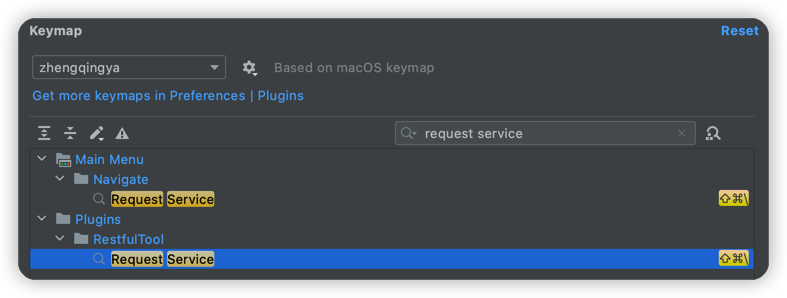 Keymap Reset
zhengqingya Based on macOS keymap
Get more keymaps in Preferences | Plugins
request service
Main Menu
Navigate
Request Service ⇧⌘\
Plugins
RestfulTool
Request Service ⇧⌘\